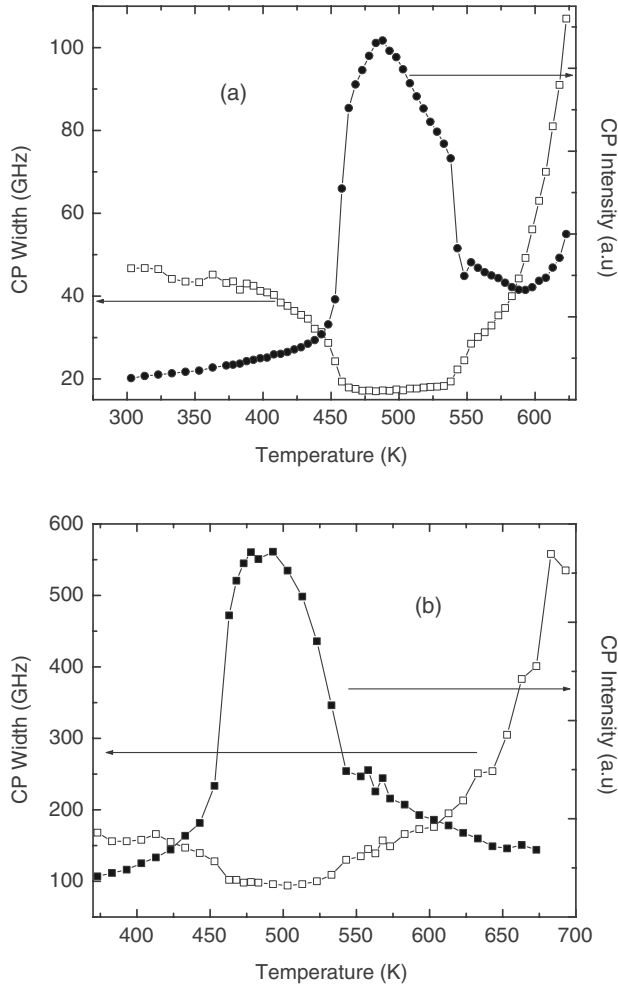 100
80
60
40
20
CP Width (GHz)
(a)
CP Intensity (a.u)
300 350 400 450 500 550 600
Temperature (K)
600
500
400
300
200
100
CP Width (GHz)
(b)
CP Intensity (a.u)
400 450 500 550 600 650 700
Temperature (K)